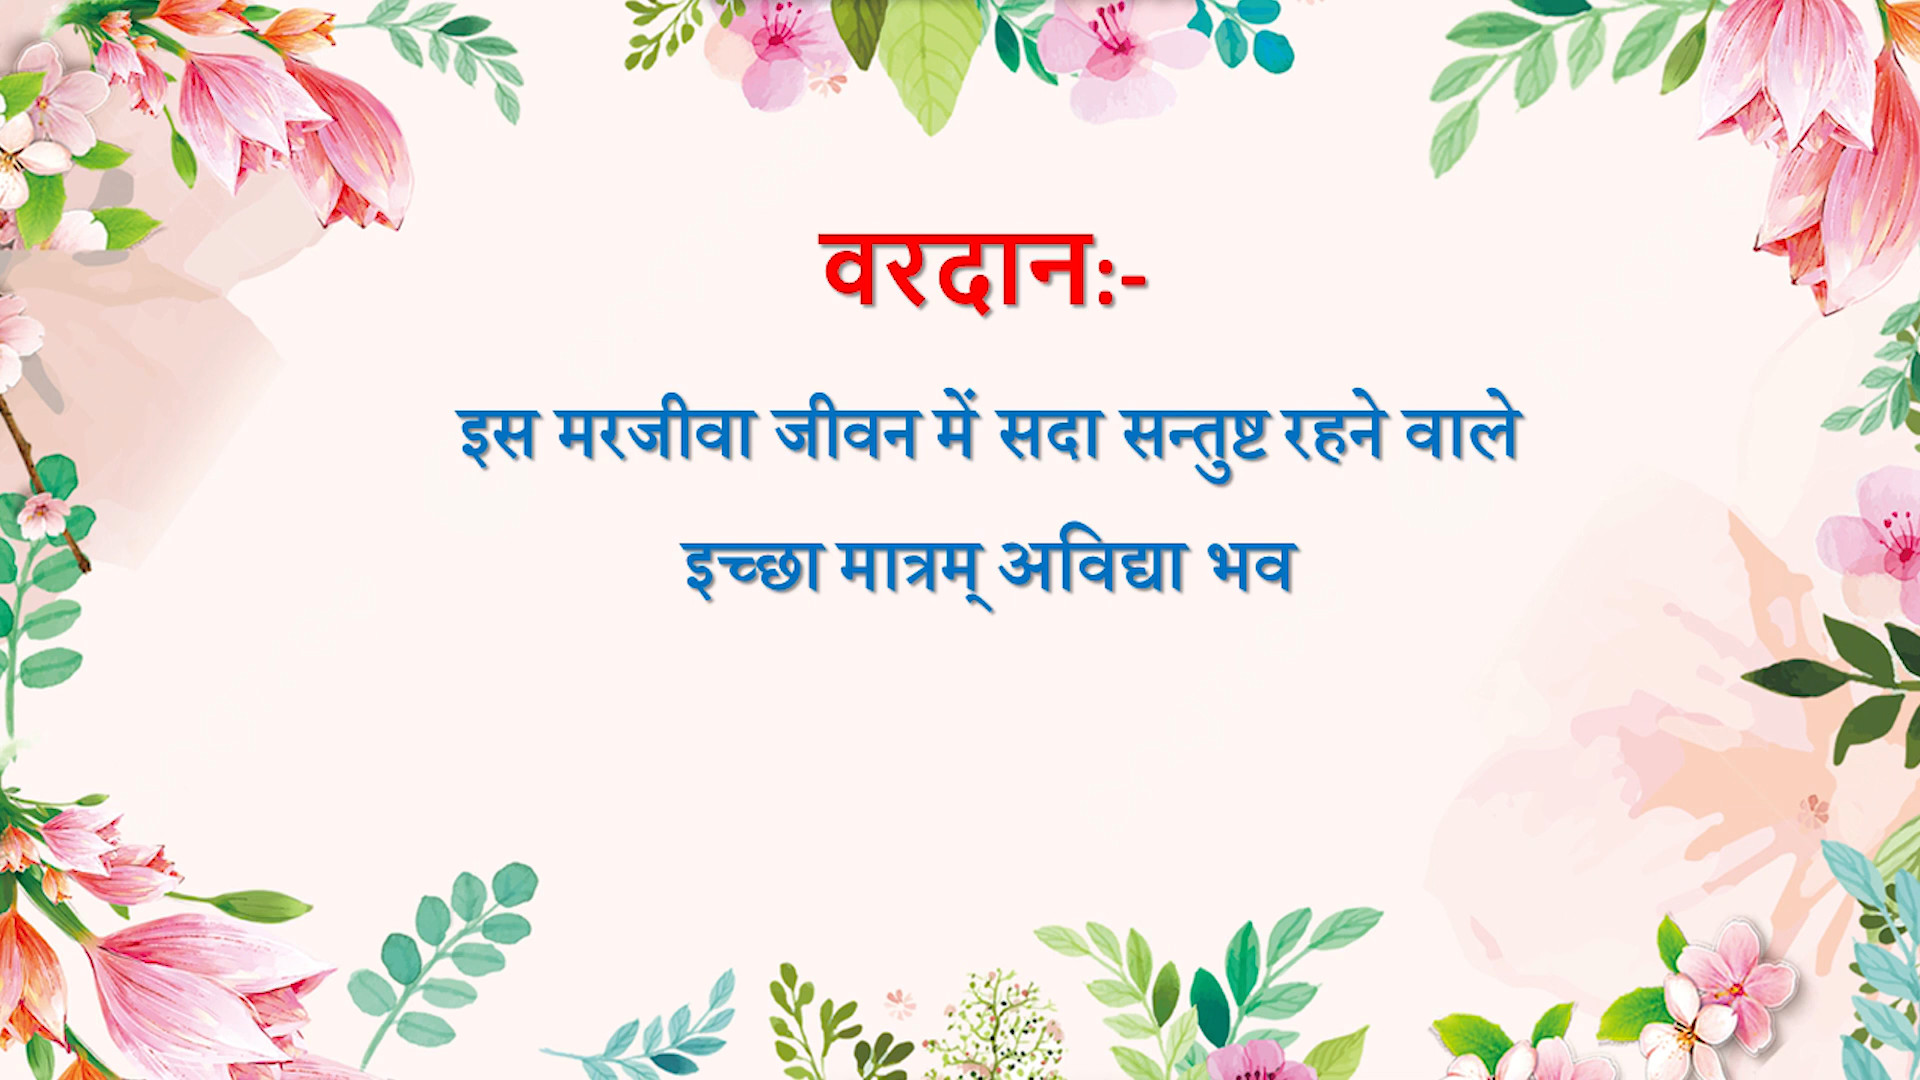 वरदान:-
इस मरजीवा जीवन में सदा सन्तुष्ट रहने वाले
इच्छा मात्रम् अविद्या भव